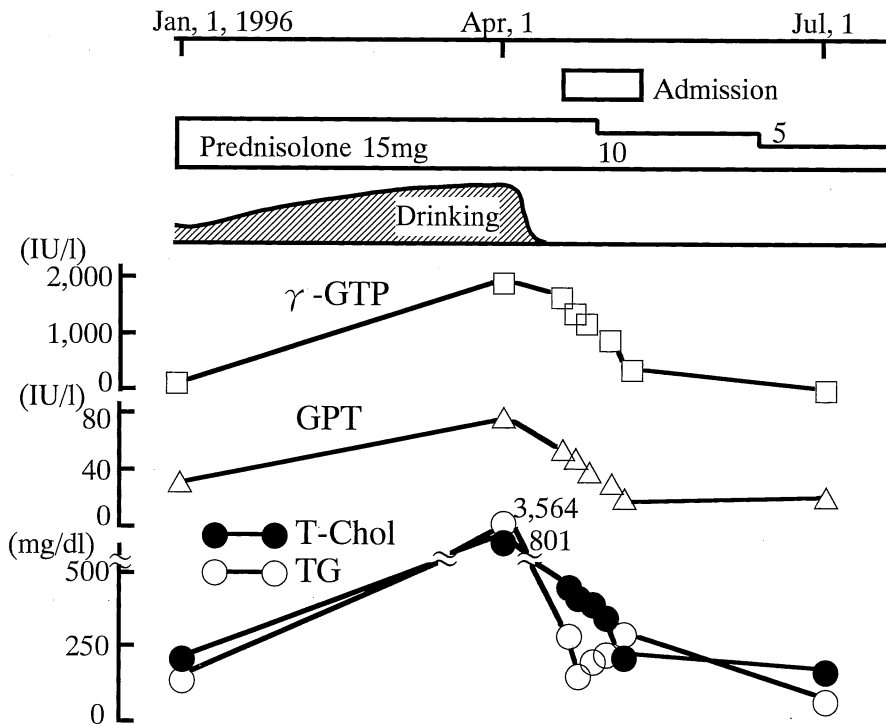 Jan, 1, 1996 Apr, 1 Jul, 1
Admission
5
Prednisolone 15mg 10
Drinking
(IU/l)
2,000
γ -GTP
1,000
0
(IU/l)
80
GPT
40
0
3,564
(mg/dl)
T-Chol
801
TG
500
250
0